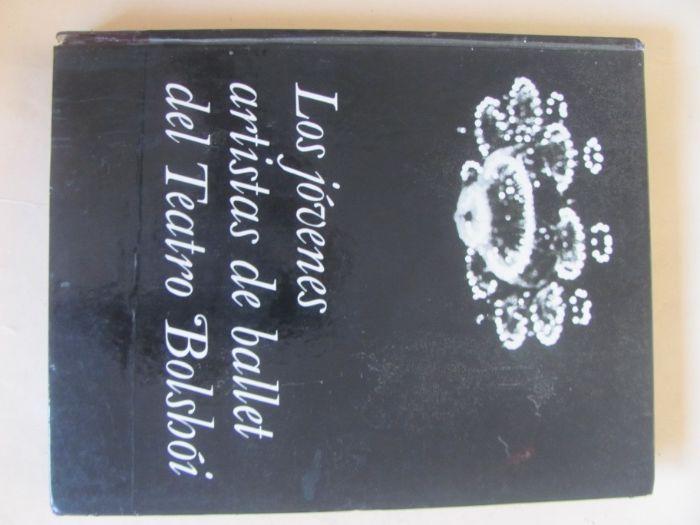 Los jóvenes
artistas de ballet
del Teatro Bolshói